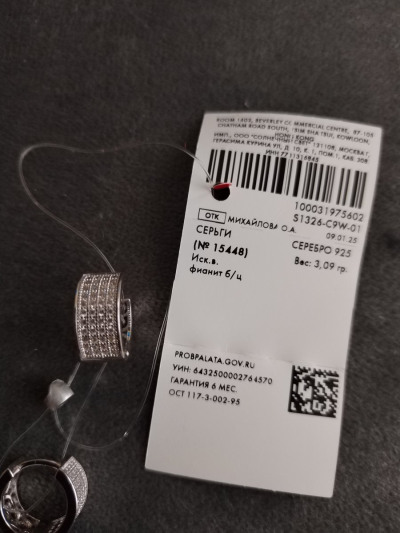 ROOM 1402, BEVERLEY COMMERCIAL CENTRE, 87-105
CHATHAM ROAD SOUTH, TSIM SHA TSUI, KOWLOON,
HONG KONG
ИМП.: ООО "СОЛНЕЧНЫЙ СВЕТ" 131108, МОСКВА Г,
ГЕРАСИМА КУРИНА УЛ, Д. 10, К. 1, ПОМ.1, КАБ. 308
ИНН
100031975602
S1326-C9W-01
ОТК МИХАЙЛОВА О.А. 09.01.25
СЕРЬГИ СЕРЕБРО 925
(№ 15448) Вес: 3,09 гр.
Иск.в.
фианит б/ц
PROBPALATA.GOV.RU
УИН: 6432500002764570
ГАРАНТИЯ 6 МЕС.
ОСТ 117-3-002-95